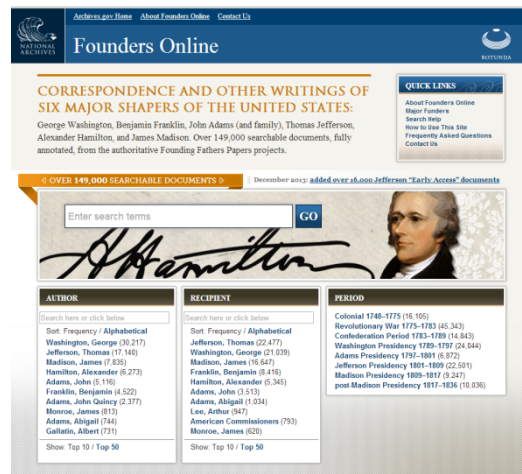 Archives.gov Home About Founders Online Contact Us
NATIONAL
ARCHIVES
Founders Online
ROTUNDA
CORRESPONDENCE AND OTHER WRITINGS OF
SIX MAJOR SHAPERS OF THE UNITED STATES:
George Washington, Benjamin Franklin, John Adams (and family), Thomas Jefferson,
Alexander Hamilton, and James Madison. Over 149,000 searchable documents, fully
annotated, from the authoritative Founding Fathers Papers projects.
QUICK LINKS
About Founders Online
Major Funders
Search Help
How to Use This Site
Frequently Asked Questions
Contact Us
OVER 149,000 SEARCHABLE DOCUMENTS
December 2013: added over 16,000 Jefferson "Early Access" documents
Enter search terms
GO
AHamilton
AUTHOR
Search here or click below
Sort: Frequency / Alphabetical
Washington, George (30,217)
Jefferson, Thomas (17,140)
Madison, James (7,835)
Hamilton, Alexander (6,273)
Adams, John (5,116)
Franklin, Benjamin (4,522)
Adams, John Quincy (2,377)
Monroe, James (813)
Adams, Abigail (744)
Gallatin, Albert (731)
Show: Top 10 / Top 50
RECIPIENT
Search here or click below
Sort: Frequency / Alphabetical
Jefferson, Thomas (22,477)
Washington, George (21,039)
Madison, James (16,647)
Franklin, Benjamin (8,416)
Hamilton, Alexander (5,345)
Adams, John (3,513)
Adams, Abigail (1,034)
Lee, Arthur (947)
American Commissioners (793)
Monroe, James (620)
Show: Top 10 / Top 50
PERIOD
Colonial 1748–1775 (16,105)
Revolutionary War 1775–1783 (45,343)
Confederation Period 1783–1789 (14,843)
Washington Presidency 1789–1797 (24,044)
Adams Presidency 1797–1801 (6,872)
Jefferson Presidency 1801–1809 (22,501)
Madison Presidency 1809–1817 (9,247)
post-Madison Presidency 1817–1836 (10,036)